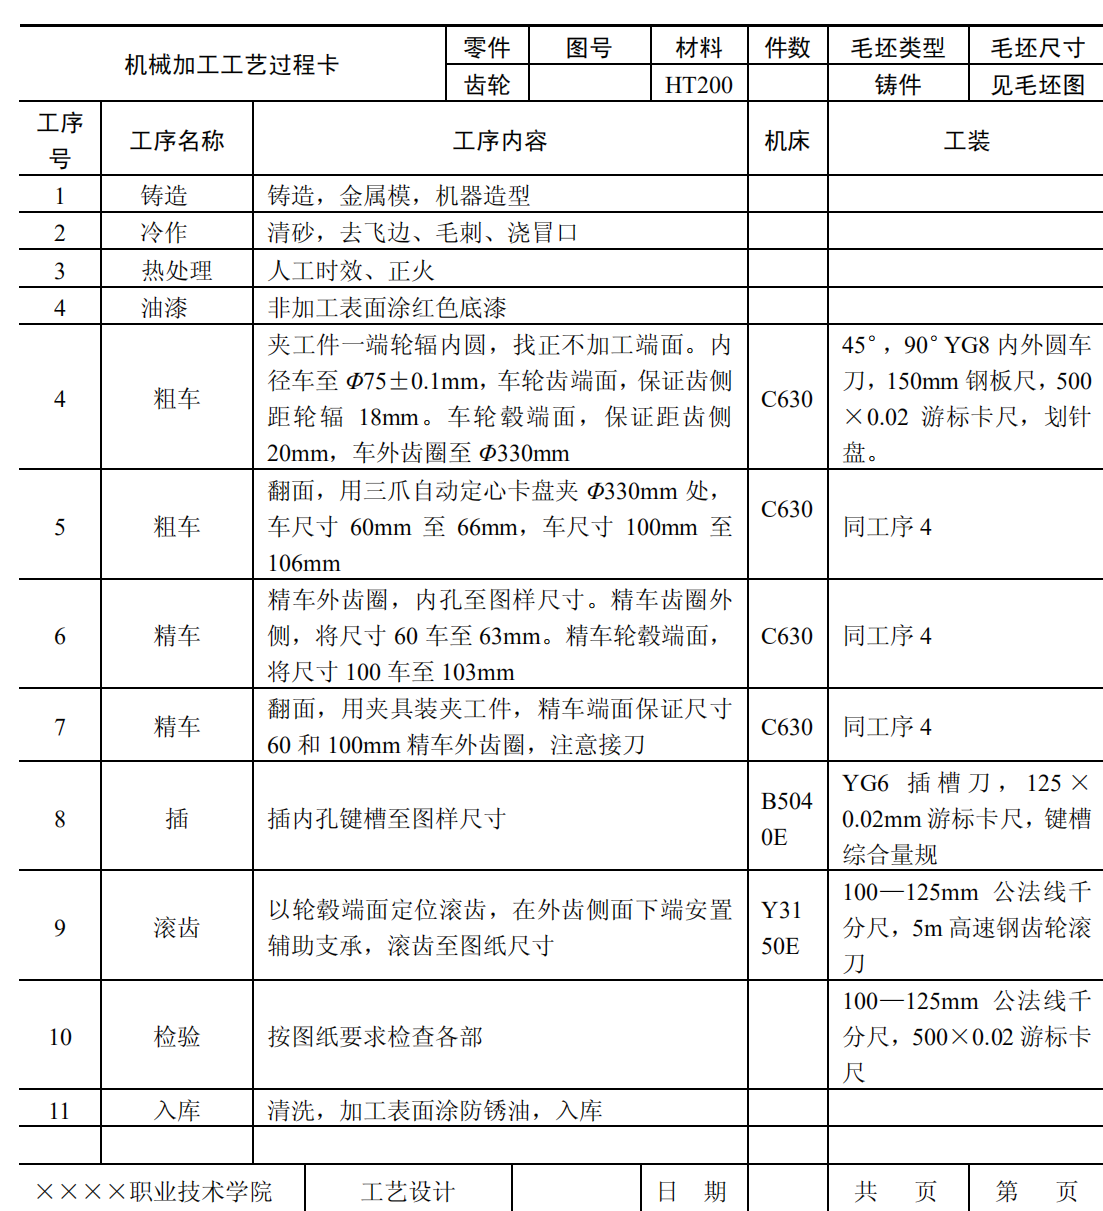 机械加工工艺过程卡
零件 图号 材料 件数 毛坯类型 毛坯尺寸
齿轮 HT200 铸件 见毛坯图
工序
号
工序名称 工序内容 机床 工装
1 铸造 铸造，金属模，机器造型
2 冷作 清砂，去飞边、毛刺、浇冒口
3 热处理 人工时效、正火
4 油漆 非加工表面涂红色底漆
4
粗车
夹工件一端轮辐内圆，找正不加工端面。内
径车至Φ75±0.1mm，车轮齿端面，保证齿侧
距轮辐 18mm。车轮毂端面，保证距齿侧
20mm，车外齿圈至Φ330mm
C630
45°，90°YG8 内外圆车
刀，150mm 钢板尺，500
×0.02 游标卡尺，划针
盘。
5
粗车
翻面，用三爪自动定心卡盘夹Φ330mm 处，
车尺寸 60mm 至 66mm，车尺寸 100mm 至
106mm
C630
同工序 4
6
精车
精车外齿圈，内孔至图样尺寸。精车齿圈外
侧，将尺寸 60 车至 63mm。精车轮毂端面，
将尺寸 100 车至 103mm
C630
同工序 4
7
精车
翻面，用夹具装夹工件，精车端面保证尺寸
60 和 100mm 精车外齿圈，注意接刀
C630
同工序 4
8
插
插内孔键槽至图样尺寸
B504
0E
YG6 插槽刀，125×
0.02mm 游标卡尺，键槽
综合量规
9
滚齿
以轮毂端面定位滚齿，在外齿侧面下端安置
辅助支承，滚齿至图纸尺寸
Y31
50E
100—125mm 公法线千
分尺，5m 高速钢齿轮滚
刀
10
检验
按图纸要求检查各部
100—125mm 公法线千
分尺，500×0.02 游标卡
尺
11 入库 清洗，加工表面涂防锈油，入库
××××职业技术学院 工艺设计 日 期 共 页 第 页